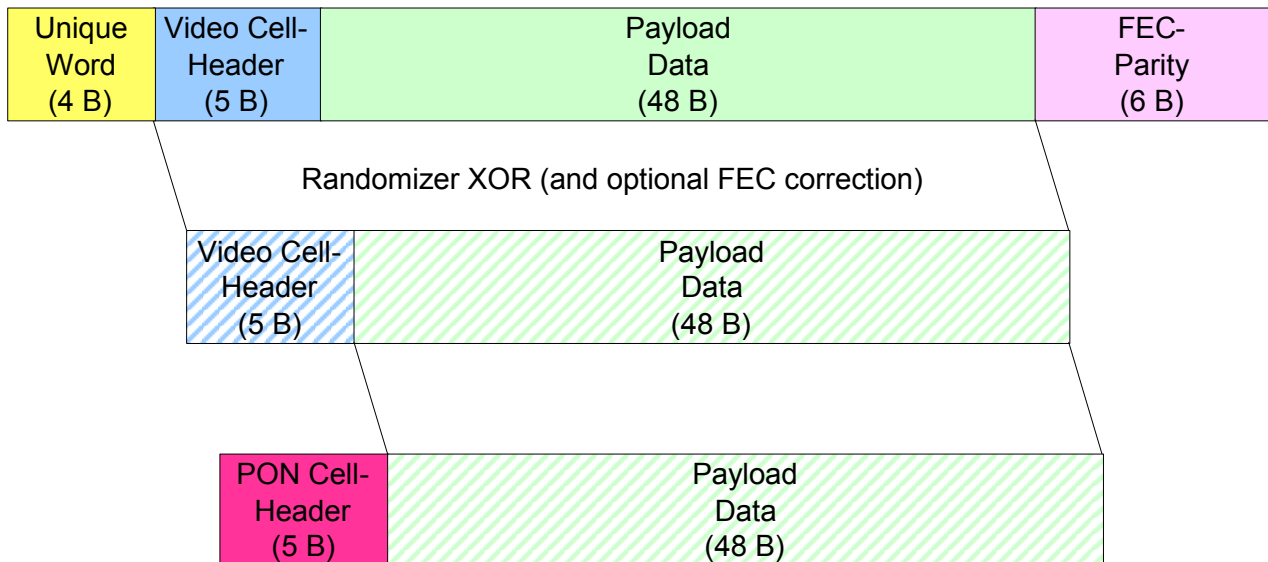 Unique
Word
(4 B)
Video Cell-
Header
(5 B)
Payload
Data
(48 B)
FEC-
Parity
(6 B)
Randomizer XOR (and optional FEC correction)
Video Cell-
Header
(5 B)
Payload
Data
(48 B)
PON Cell-
Header
(5 B)
Payload
Data
(48 B)